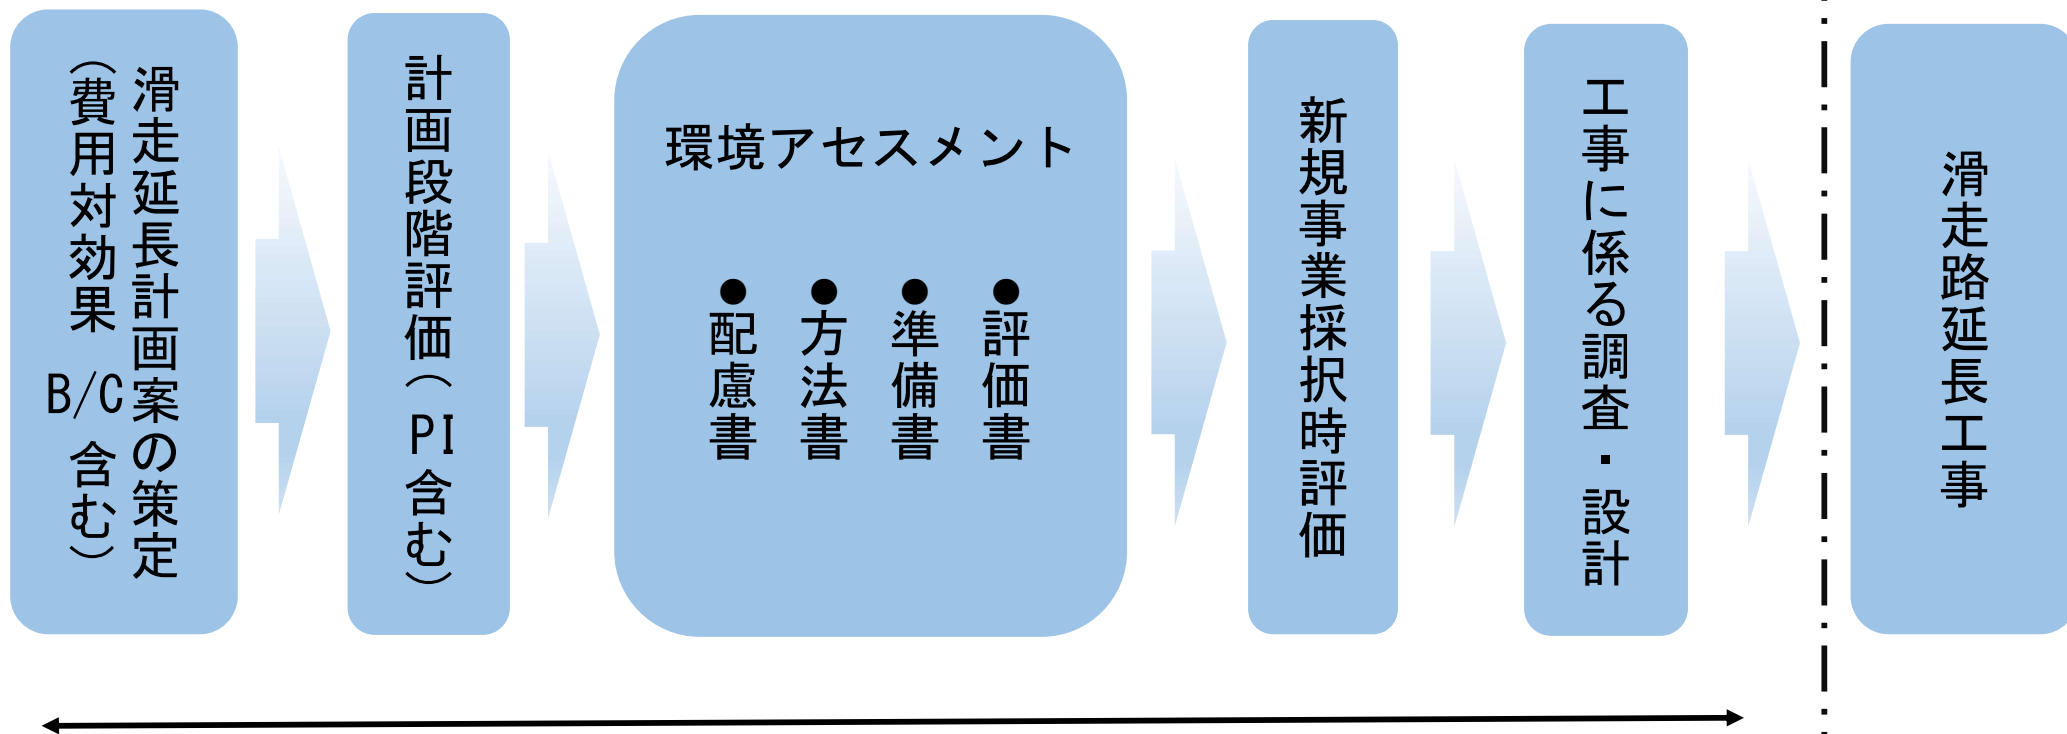 滑走延長計画案の策定
（費用対効果 B/C 含む）
計画段階評価（PI含む）
環境アセスメント
●配慮書
●方法書
●準備書
●評価書
新規事業採択時評価
工事に係る調査・設計
滑走路延長工事